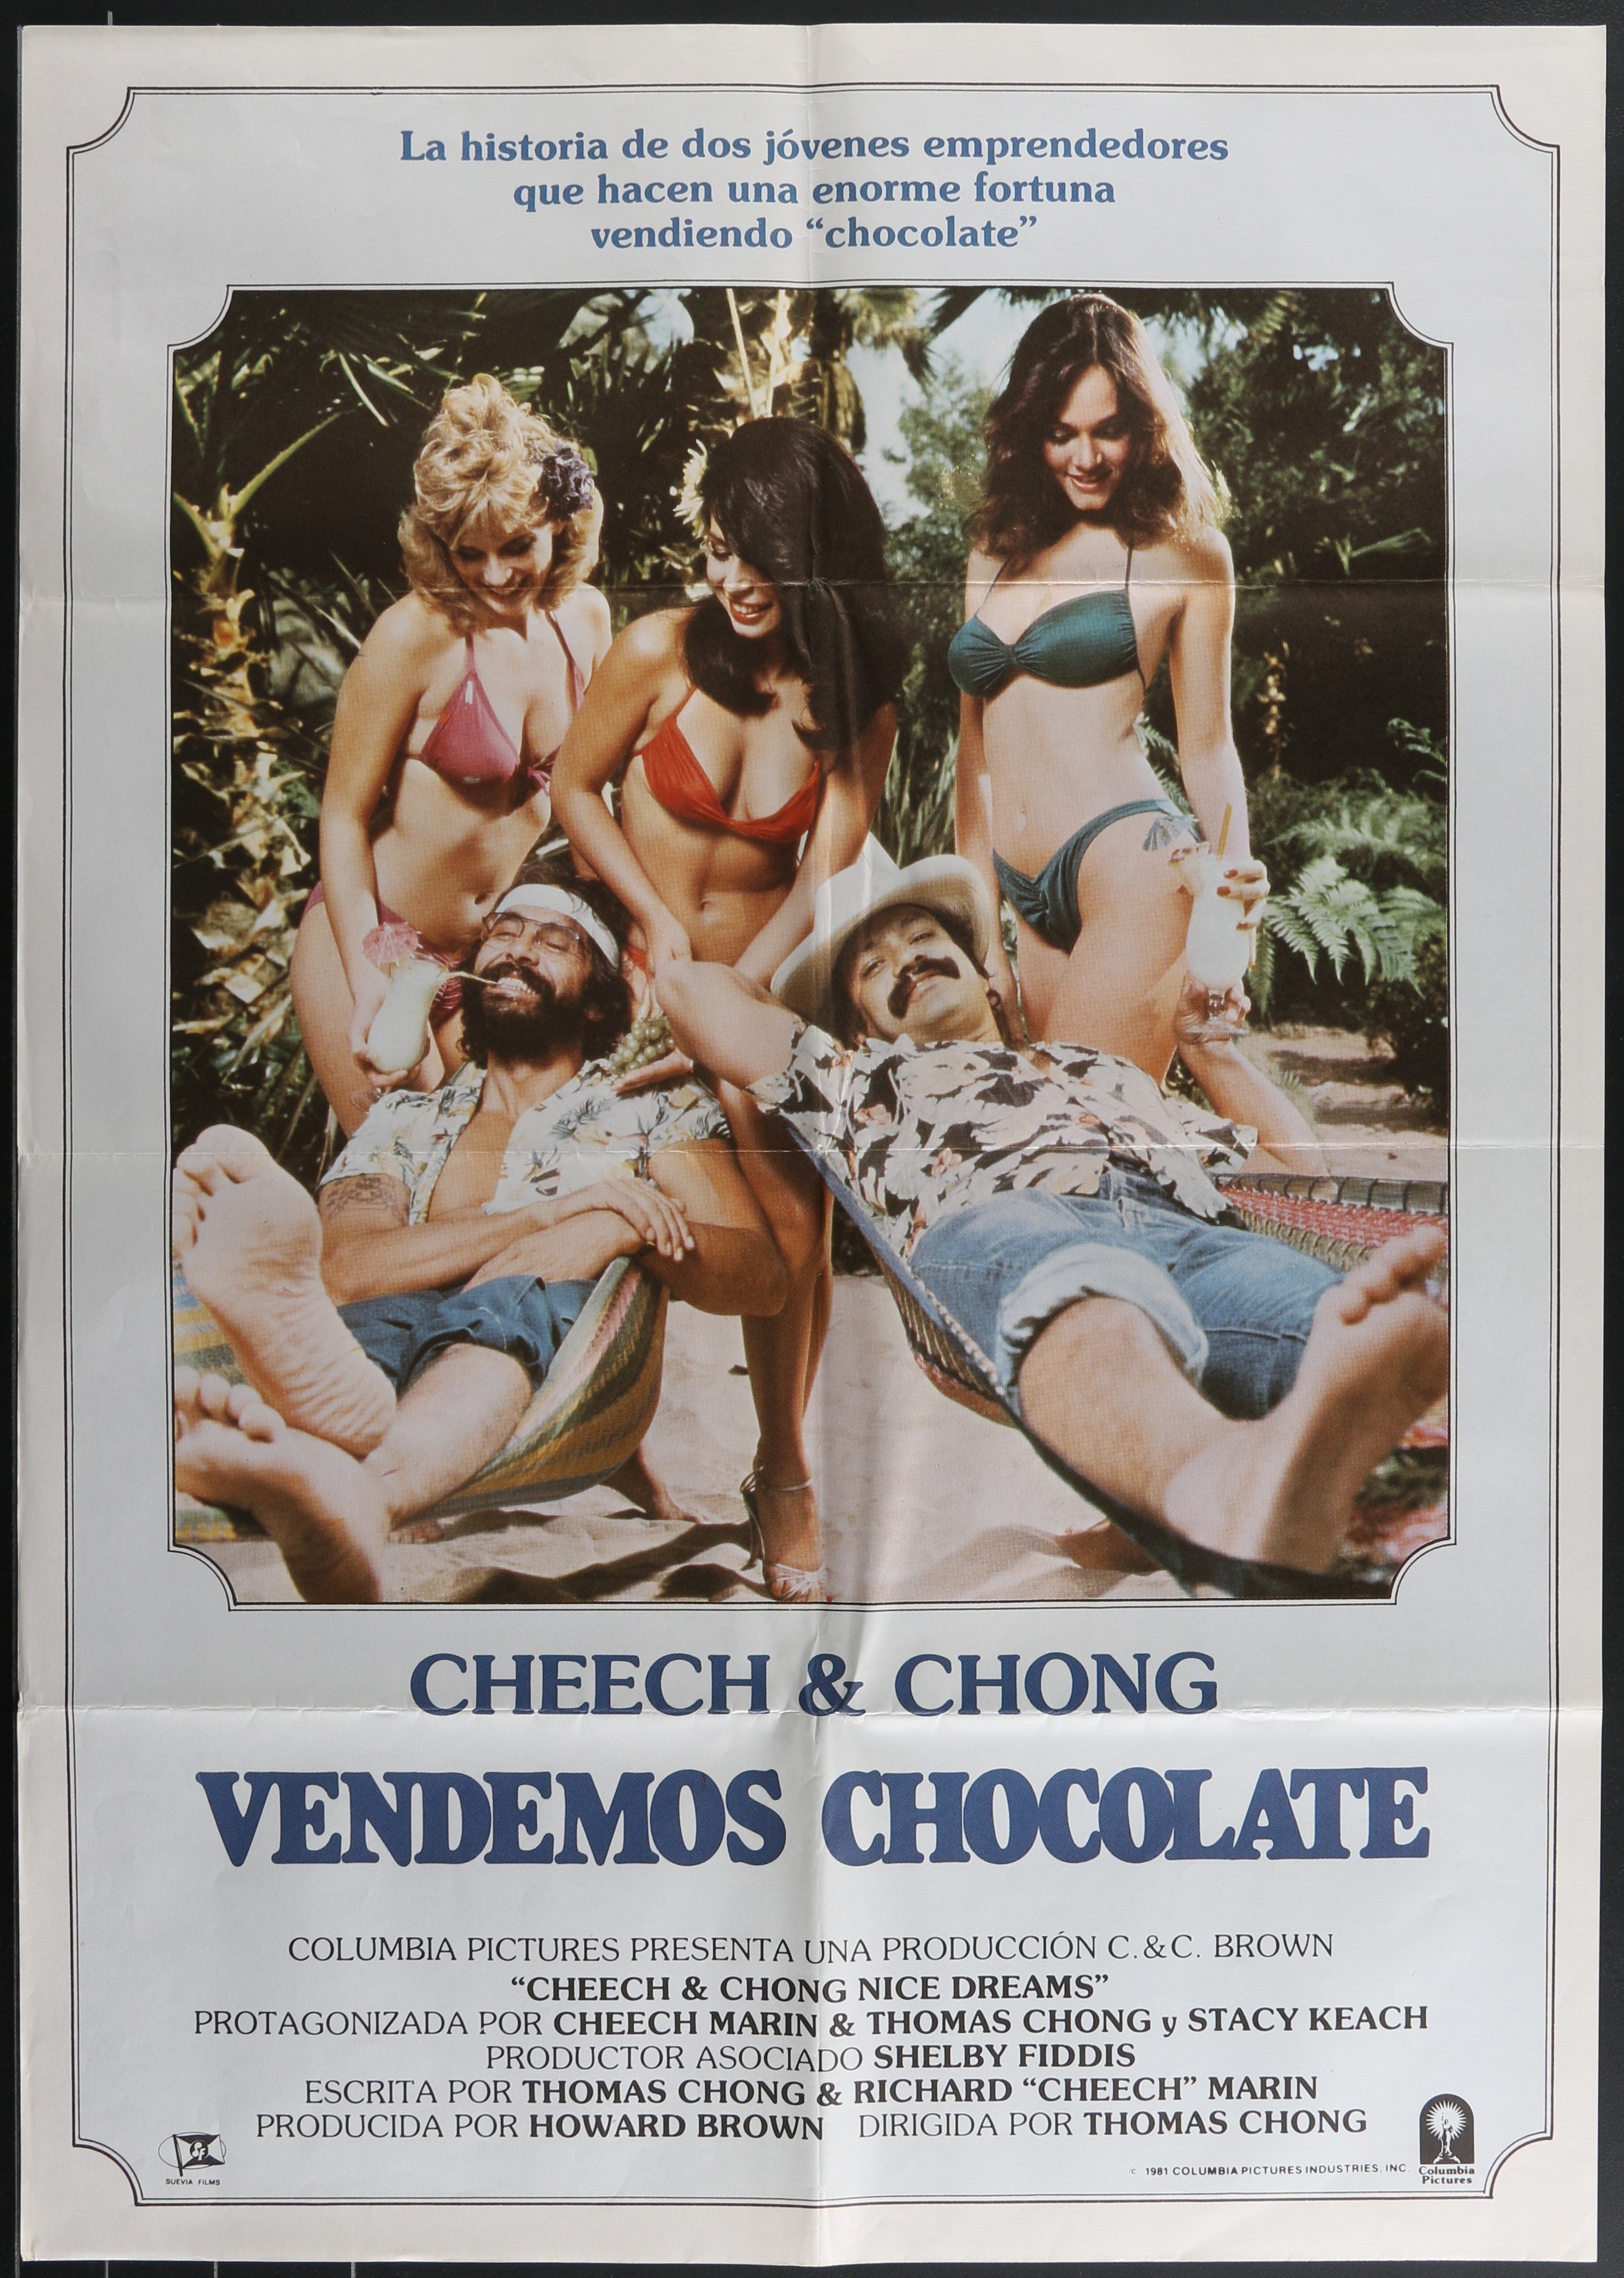 La historia de dos jóvenes emprendedores
que hacen una enorme fortuna
vendiendo “chocolate”
CHEECH & CHONG
VENDEMOS CHOCOLATE
COLUMBIA PICTURES PRESENTA UNA PRODUCCIÓN C.&C. BROWN
“CHEECH & CHONG NICE DREAMS”
PROTAGONIZADA POR CHEECH MARIN & THOMAS CHONG y STACY KEACH
PRODUCTOR ASOCIADO SHELBY FIDDIS
ESCRITA POR THOMAS CHONG & RICHARD “CHEECH” MARIN
PRODUCIDA POR HOWARD BROWN DIRIGIDA POR THOMAS CHONG
SF
SUEVIA FILMS
© 1981 COLUMBIA PICTURES INDUSTRIES, INC.
Columbia
Pictures